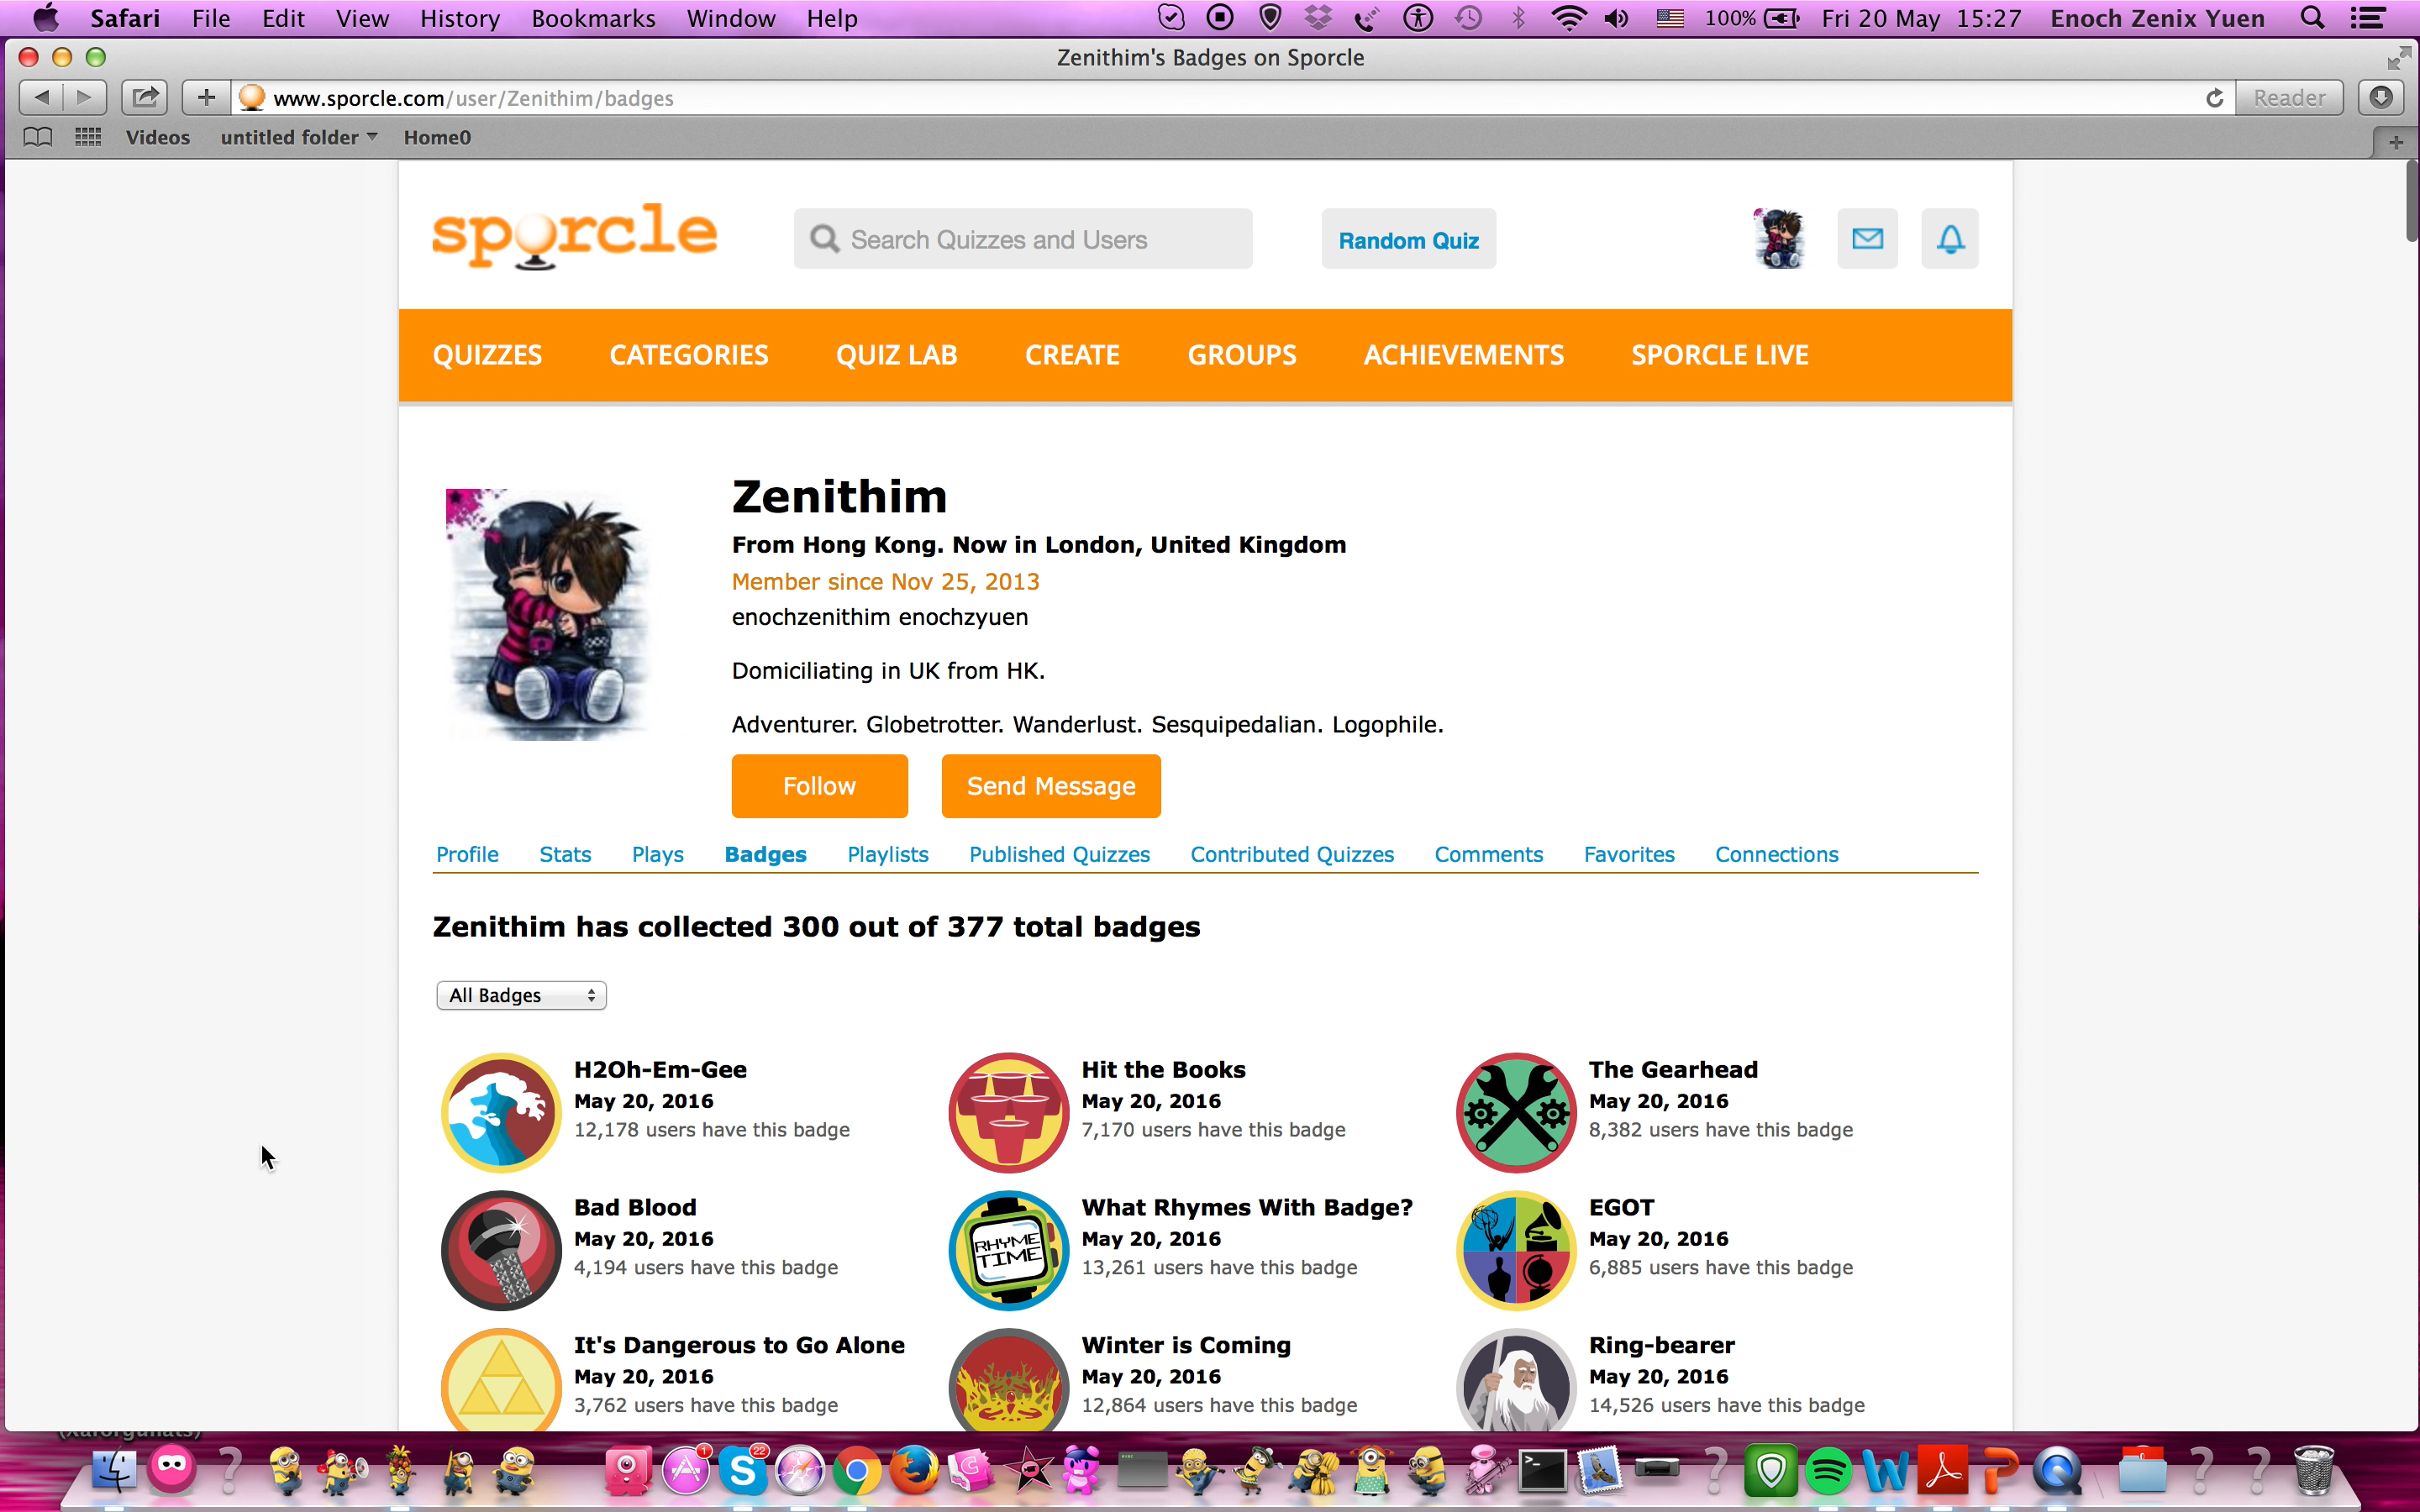 Safari File Edit View History Bookmarks Window Help 100% Fri 20 May 15:27 Enoch Zenix Yuen
Zenithim's Badges on Sporcle
www.sporcle.com/user/Zenithim/badges Reader
Videos untitled folder Home0
sporcle Search Quizzes and Users Random Quiz
QUIZZES CATEGORIES QUIZ LAB CREATE GROUPS ACHIEVEMENTS SPORCLE LIVE
Zenithim
From Hong Kong. Now in London, United Kingdom
Member since Nov 25, 2013
enochzenithim enochzyuen
Domiciliating in UK from HK.
Adventurer. Globetrotter. Wanderlust. Sesquipedalian. Logophile.
Follow Send Message
Profile Stats Plays Badges Playlists Published Quizzes Contributed Quizzes Comments Favorites Connections
Zenithim has collected 300 out of 377 total badges
All Badges
H2Oh-Em-Gee Hit the Books The Gearhead
May 20, 2016 May 20, 2016 May 20, 2016
12,178 users have this badge 7,170 users have this badge 8,382 users have this badge
Bad Blood What Rhymes With Badge? EGOT
May 20, 2016 May 20, 2016 May 20, 2016
4,194 users have this badge 13,261 users have this badge 6,885 users have this badge
RHYME
TIME
It's Dangerous to Go Alone Winter is Coming Ring-bearer
May 20, 2016 May 20, 2016 May 20, 2016
3,762 users have this badge 12,864 users have this badge 14,526 users have this badge
1 22